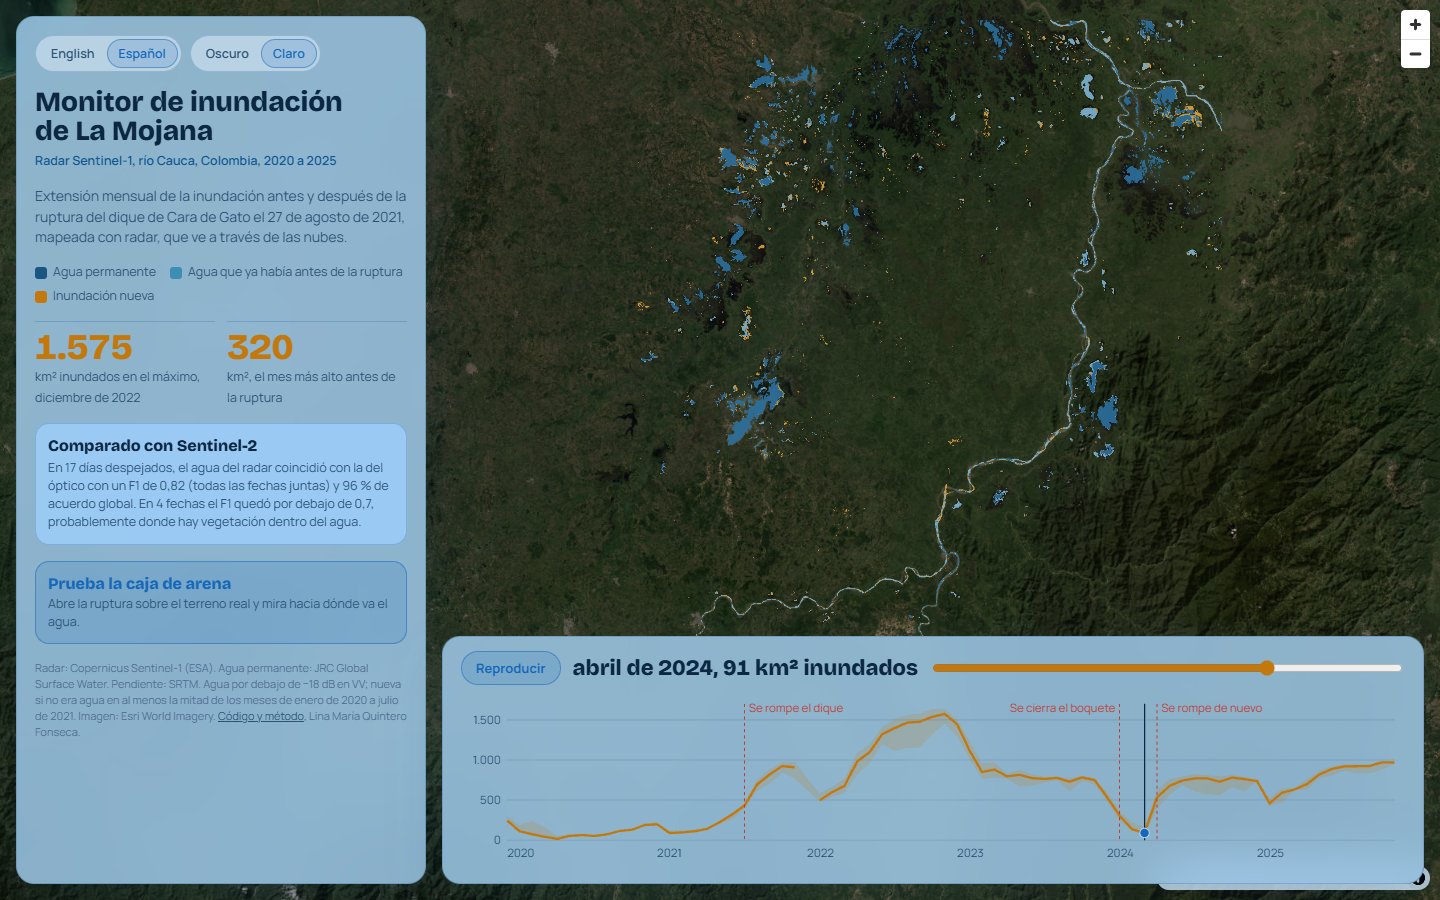 English Español Oscuro Claro
Monitor de inundación
de La Mojana
Radar Sentinel-1, río Cauca, Colombia, 2020 a 2025
Extensión mensual de la inundación antes y después de la
ruptura del dique de Cara de Gato el 27 de agosto de 2021,
mapeada con radar, que ve a través de las nubes.
Agua permanente Agua que ya había antes de la ruptura
Inundación nueva
1.575 320
km² inundados en el máximo, km², el mes más alto antes de
diciembre de 2022 la ruptura
Comparado con Sentinel-2
En 17 días despejados, el agua del radar coincidió con la del
óptico con un F1 de 0,82 (todas las fechas juntas) y 96 % de
acuerdo global. En 4 fechas el F1 quedó por debajo de 0,7,
probablemente donde hay vegetación dentro del agua.
Prueba la caja de arena
Abre la ruptura sobre el terreno real y mira hacia dónde va el
agua.
Radar: Copernicus Sentinel-1 (ESA). Agua permanente: JRC Global
Surface Water. Pendiente: SRTM. Agua por debajo de −18 dB en VV; nueva
si no era agua en al menos la mitad de los meses de enero de 2020 a julio
de 2021. Imagen: Esri World Imagery. Código y método. Lina María Quintero
Fonseca.
+
−
Reproducir abril de 2024, 91 km² inundados
Se rompe el dique Se cierra el boquete Se rompe de nuevo
1.500
1.000
500
0
2020 2021 2022 2023 2024 2025